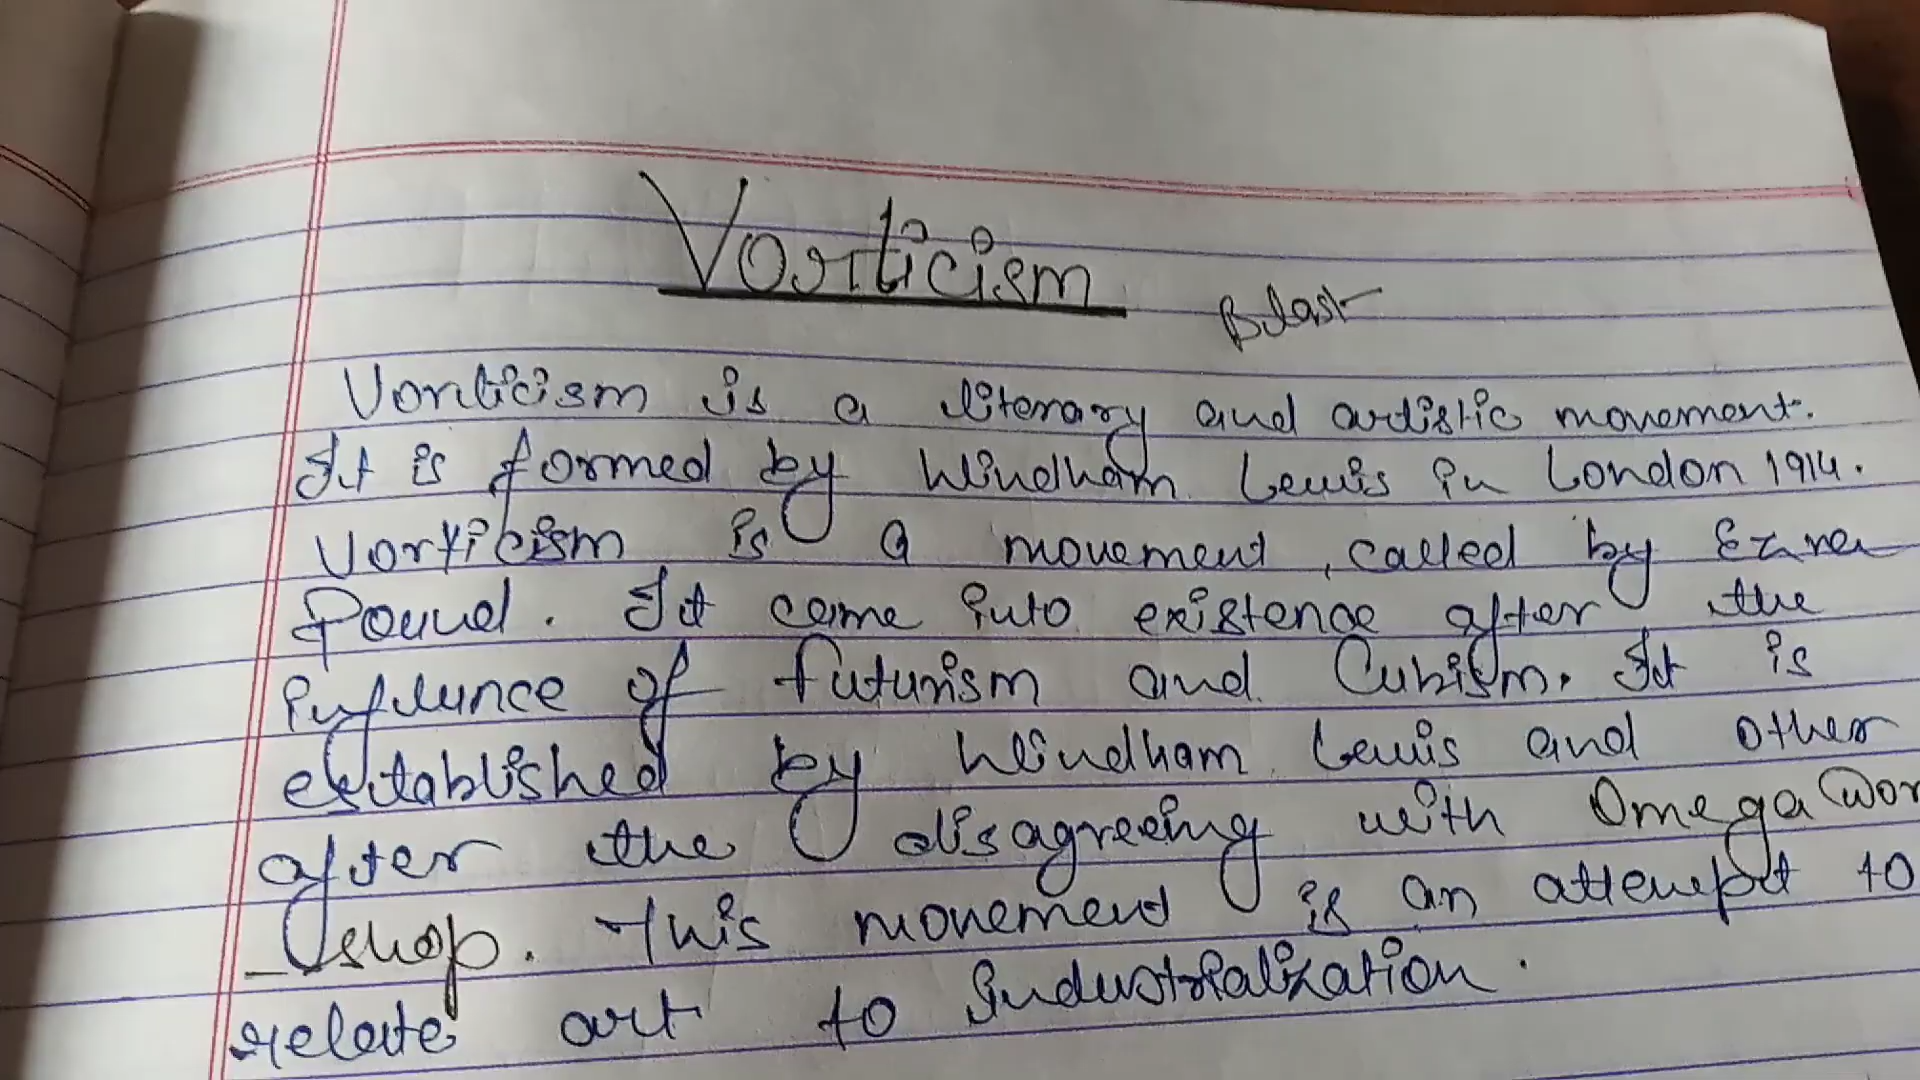 Vorticism
Blast
Vorticism is a literary and artistic movement.
It is formed by Windham Lewis in London 1914.
Vorticism is a movement, called by Ezra
Pound. It came into existence after the
influence of futurism and Cubism. It is
established by Windham Lewis and other
after the disagreeing with Omega Wor
shop. This movement is an attempt to
relate art to Industrialization.